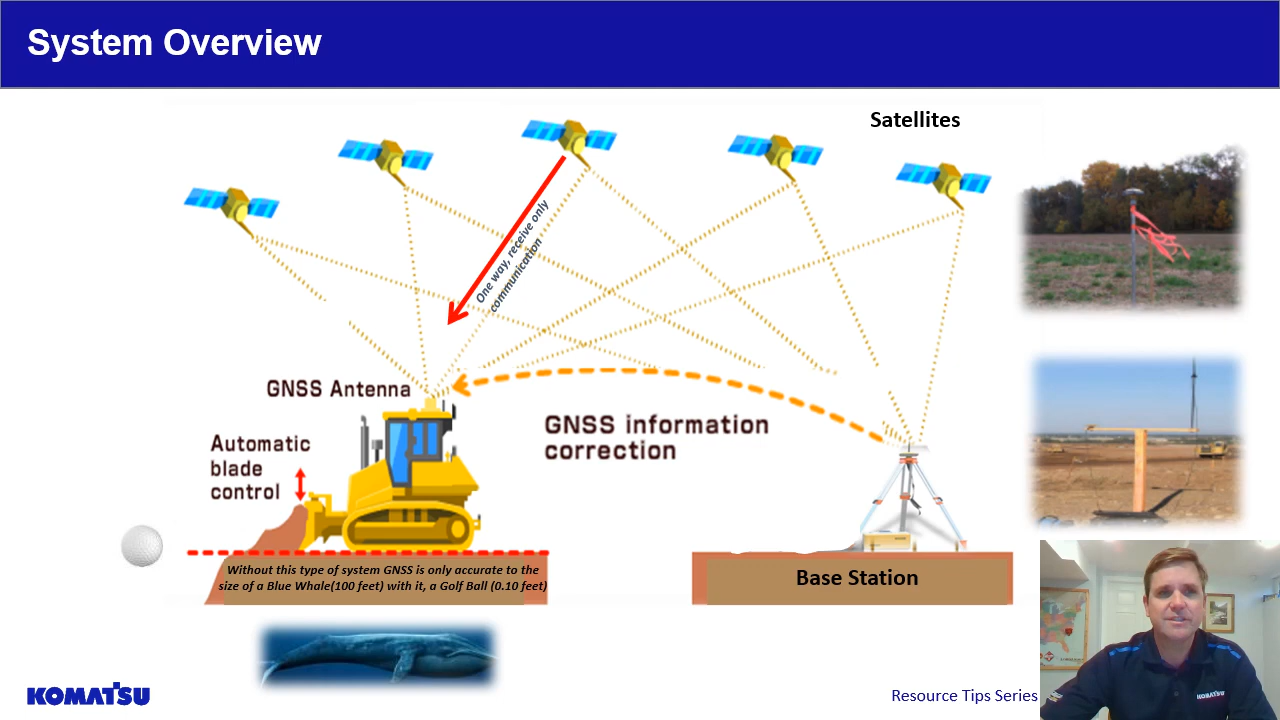 System Overview
Satellites
One way, receive only
communication
GNSS Antenna
GNSS information
correction
Automatic
blade
control
Without this type of system GNSS is only accurate to the
size of a Blue Whale(100 feet) with it, a Golf Ball (0.10 feet)
Base Station
KOMATSU
Resource Tips Series
KOMATSU